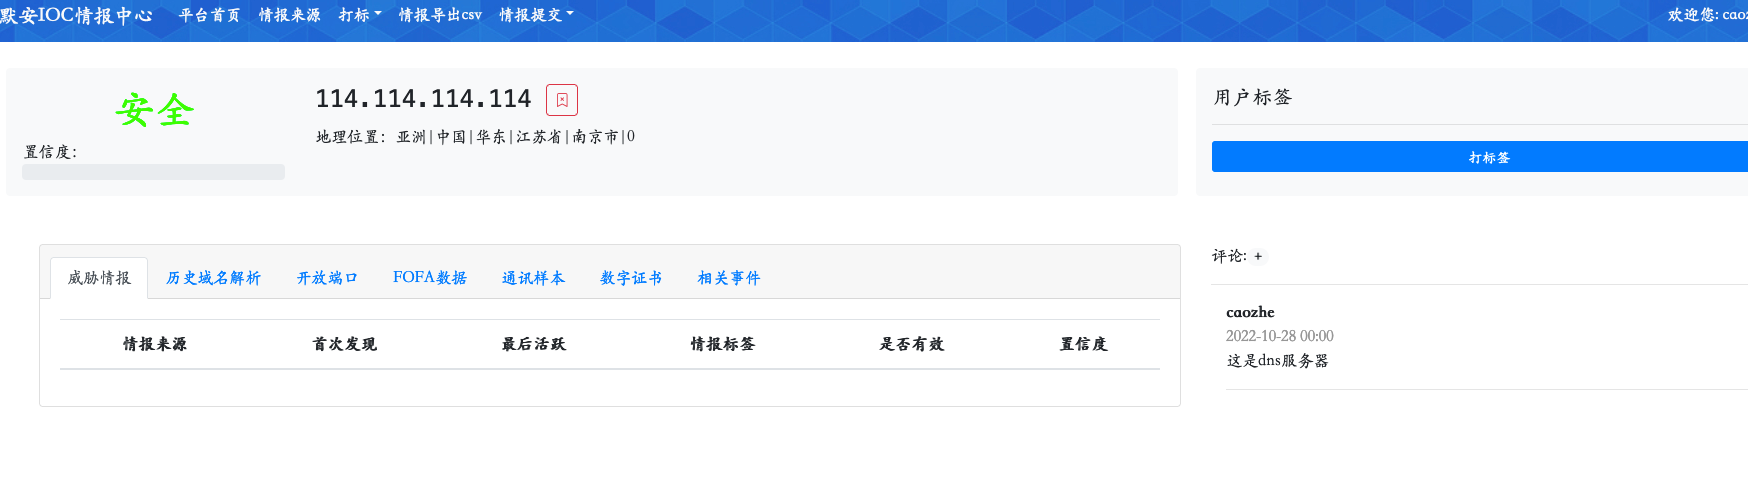 默安IOC情报中心 平台首页 情报来源 打标 情报导出csv 情报提交 欢迎您: caoz
安全
置信度:
114.114.114.114
地理位置: 亚洲|中国|华东|江苏省|南京市|0
用户标签
打标签
威胁情报 历史域名解析 开放端口 FOFA数据 通讯样本 数字证书 相关事件
情报来源 首次发现 最后活跃 情报标签 是否有效 置信度
评论: +
caozhe
2022-10-28 00:00
这是dns服务器